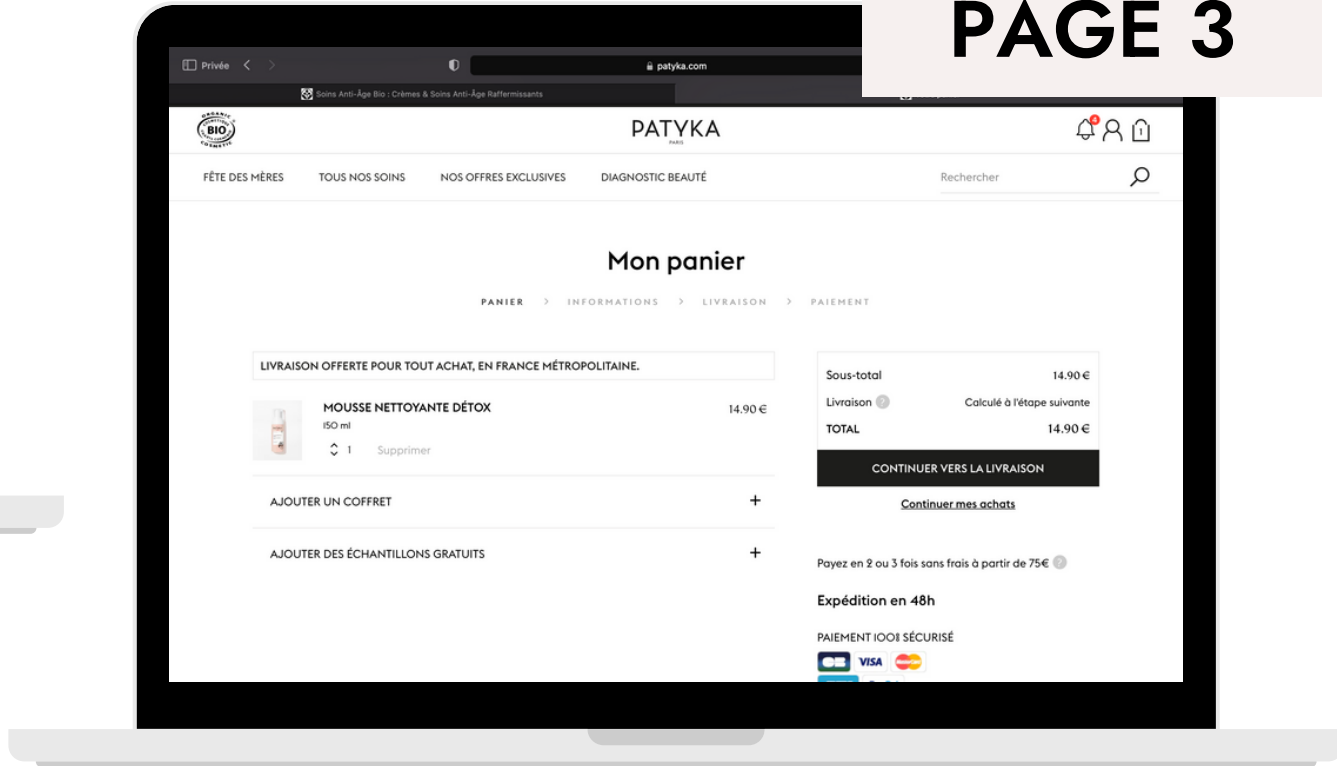 PAGE 3
Privée
patyka.com
Soins Anti-Âge Bio : Crèmes & Soins Anti-Âge Raffermissants
ORGANIC
BIO
COSMETIC
PATYKA
PARIS
4
1
FÊTE DES MÈRES
TOUS NOS SOINS
NOS OFFRES EXCLUSIVES
DIAGNOSTIC BEAUTÉ
Rechercher
Mon panier
PANIER > INFORMATIONS > LIVRAISON > PAIEMENT
LIVRAISON OFFERTE POUR TOUT ACHAT, EN FRANCE MÉTROPOLITAINE.
MOUSSE NETTOYANTE DÉTOX
14.90 €
150 ml
1
Supprimer
AJOUTER UN COFFRET +
AJOUTER DES ÉCHANTILLONS GRATUITS +
Sous-total 14.90 €
Livraison ? Calculé à l'étape suivante
TOTAL 14.90 €
CONTINUER VERS LA LIVRAISON
Continuer mes achats
Payez en 2 ou 3 fois sans frais à partir de 75€ ?
Expédition en 48h
PAIEMENT 100% SÉCURISÉ
CB VISA